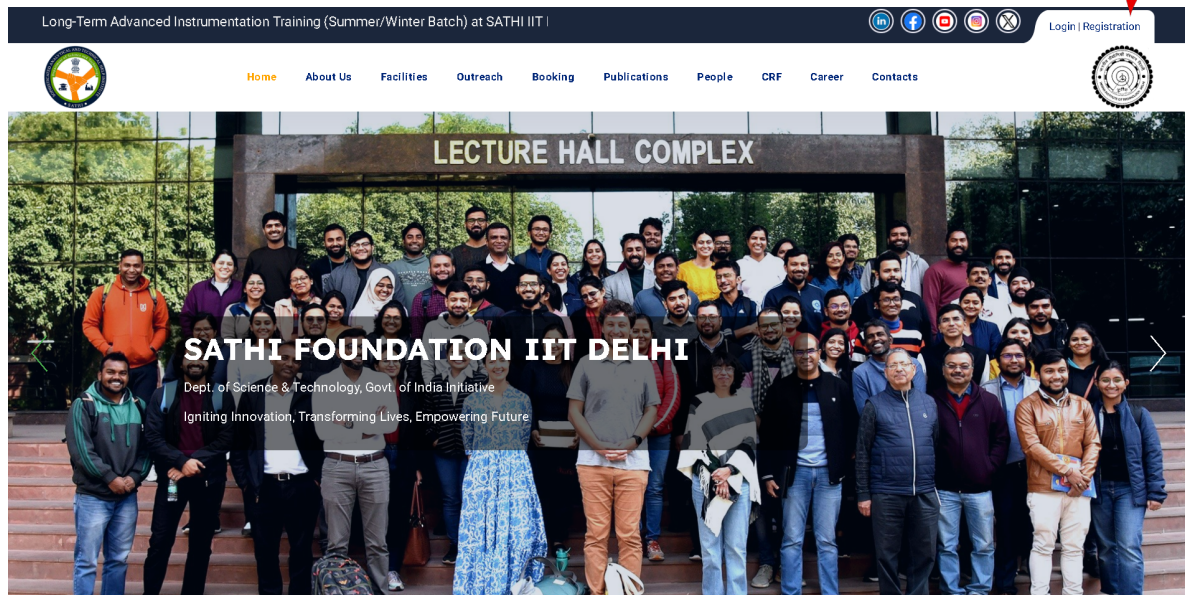 Long-Term Advanced Instrumentation Training (Summer/Winter Batch) at SATHI IIT
Login | Registration
Home About Us Facilities Outreach Booking Publications People CRF Career Contacts
LECTURE HALL COMPLEX
SATHI FOUNDATION IIT DELHI
Dept. of Science & Technology, Govt. of India Initiative
Igniting Innovation, Transforming Lives, Empowering Future